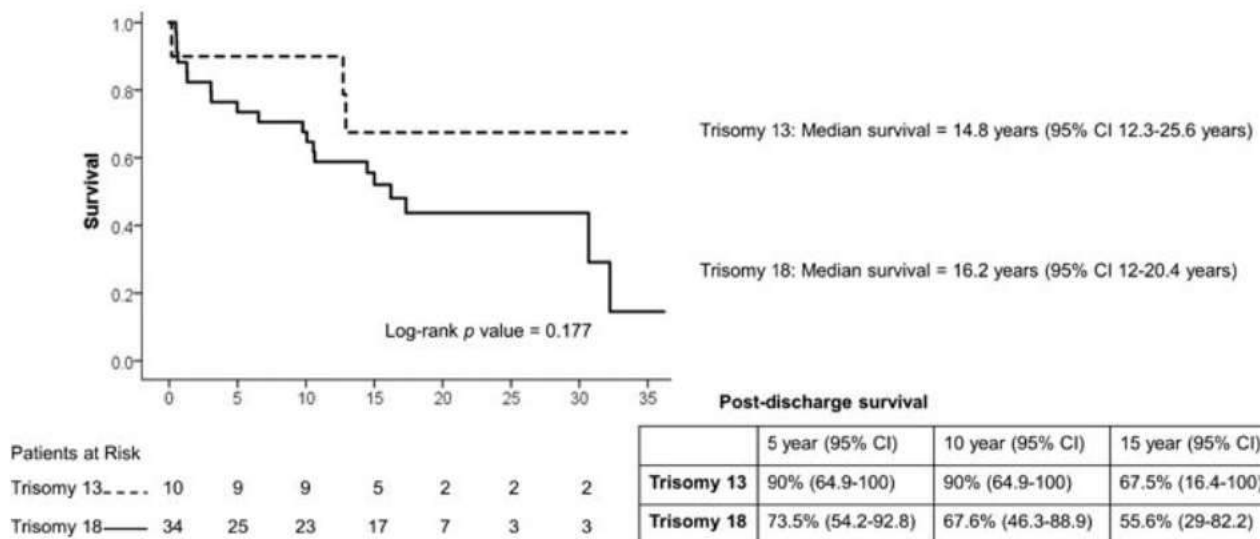 1.0
0.8
0.6
0.4
0.2
0.0
Survival
0 5 10 15 20 25 30 35
Log-rank p value = 0.177
Trisomy 13: Median survival = 14.8 years (95% CI 12.3-25.6 years)
Trisomy 18: Median survival = 16.2 years (95% CI 12-20.4 years)
Patients at Risk
Trisomy 13 10 9 9 5 2 2 2
Trisomy 18 34 25 23 17 7 3 3
Post-discharge survival
5 year (95% CI) 10 year (95% CI) 15 year (95% CI)
Trisomy 13 90% (64.9-100) 90% (64.9-100) 67.5% (16.4-100)
Trisomy 18 73.5% (54.2-92.8) 67.6% (46.3-88.9) 55.6% (29-82.2)